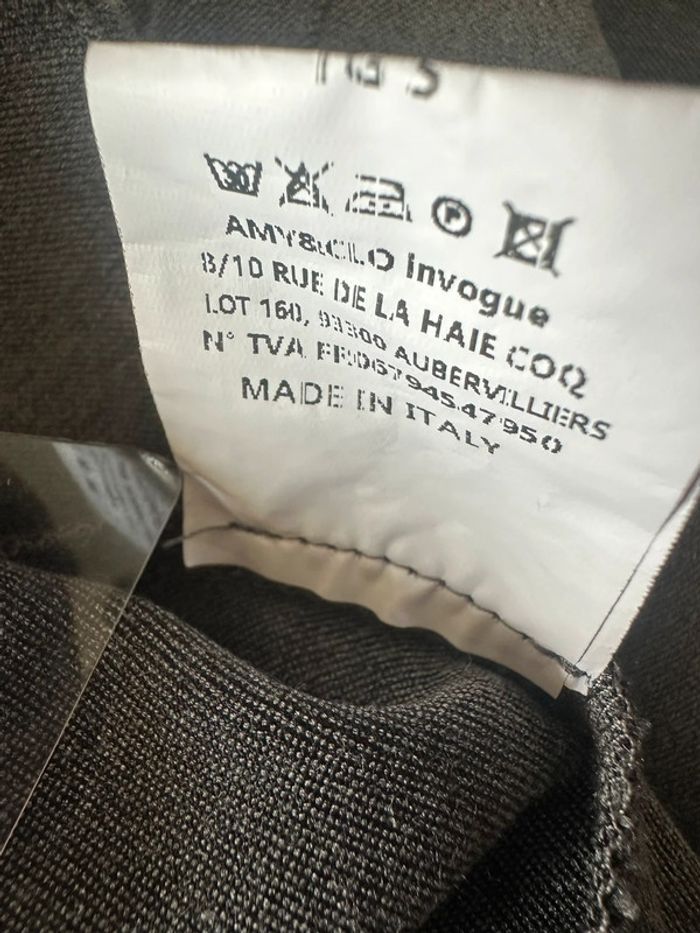 30
P
AMY&CLO Invogue
8/10 RUE DE LA HAIE COQ
LOT 160, 93300 AUBERVILLIERS
N° TVA FR06794547950
MADE IN ITALY